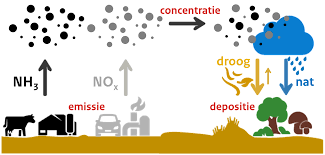 concentratie
droog
NH3
NOx
nat
emissie
depositie